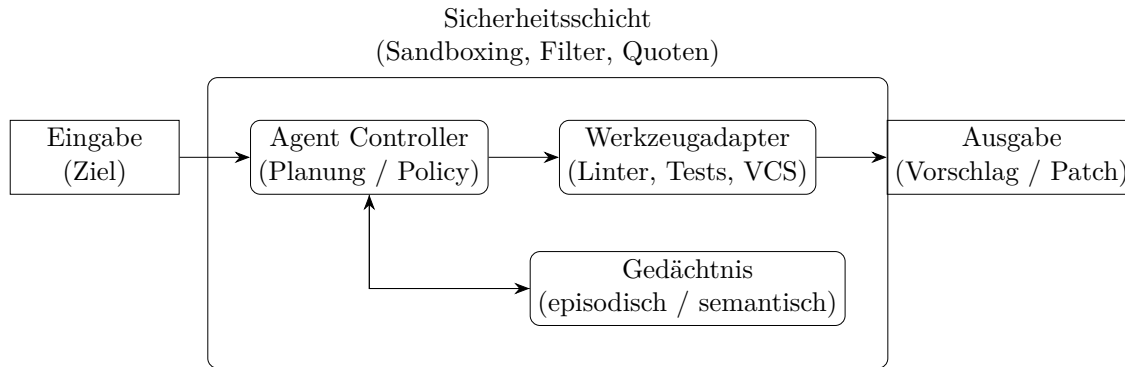 Sicherheitsschicht
(Sandboxing, Filter, Quoten)
Eingabe
(Ziel)
Agent Controller
(Planung / Policy)
Werkzeugadapter
(Linter, Tests, VCS)
Ausgabe
(Vorschlag / Patch)
Gedächtnis
(episodisch / semantisch)